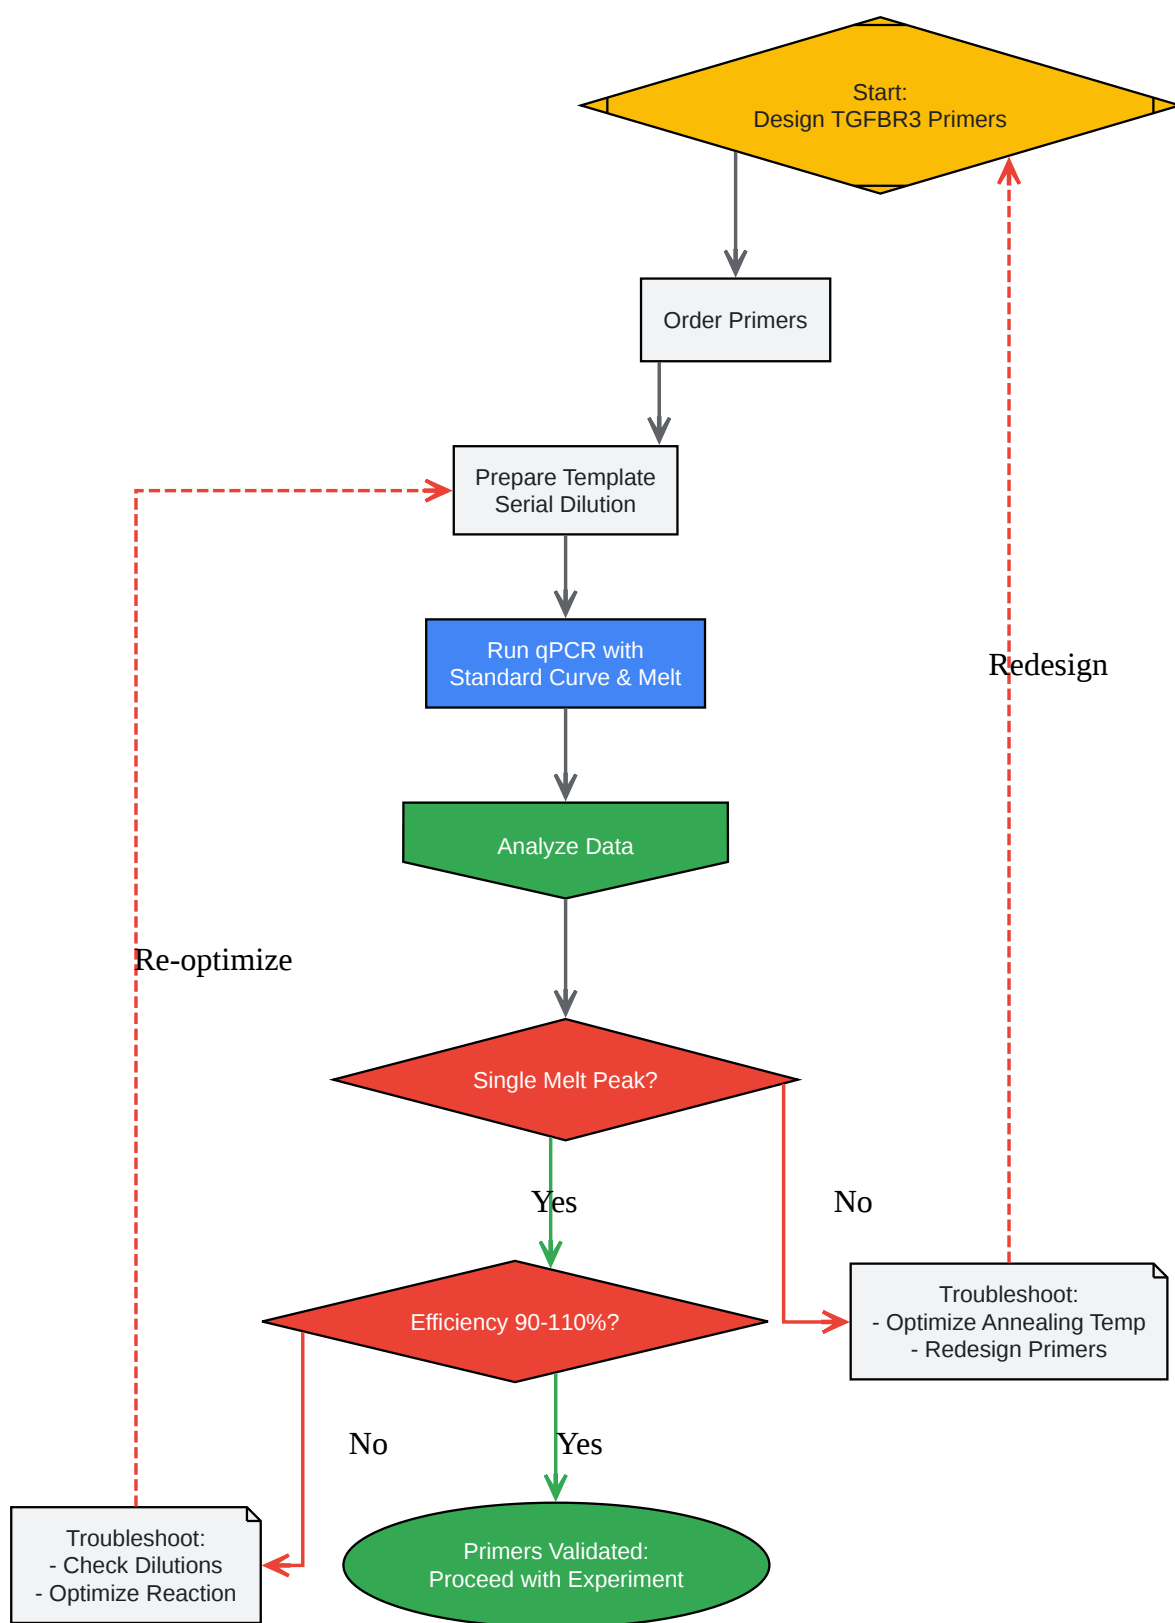 Start:
Design TGFBR3 Primers
Order Primers
Prepare Template
Serial Dilution
Run qPCR with
Standard Curve & Melt
Redesign
Analyze Data
Re-optimize
Single Melt Peak?
Yes
No
Efficiency 90-110%?
Troubleshoot:
- Optimize Annealing Temp
- Redesign Primers
No
Yes
Troubleshoot:
- Check Dilutions
- Optimize Reaction
Primers Validated:
Proceed with Experiment